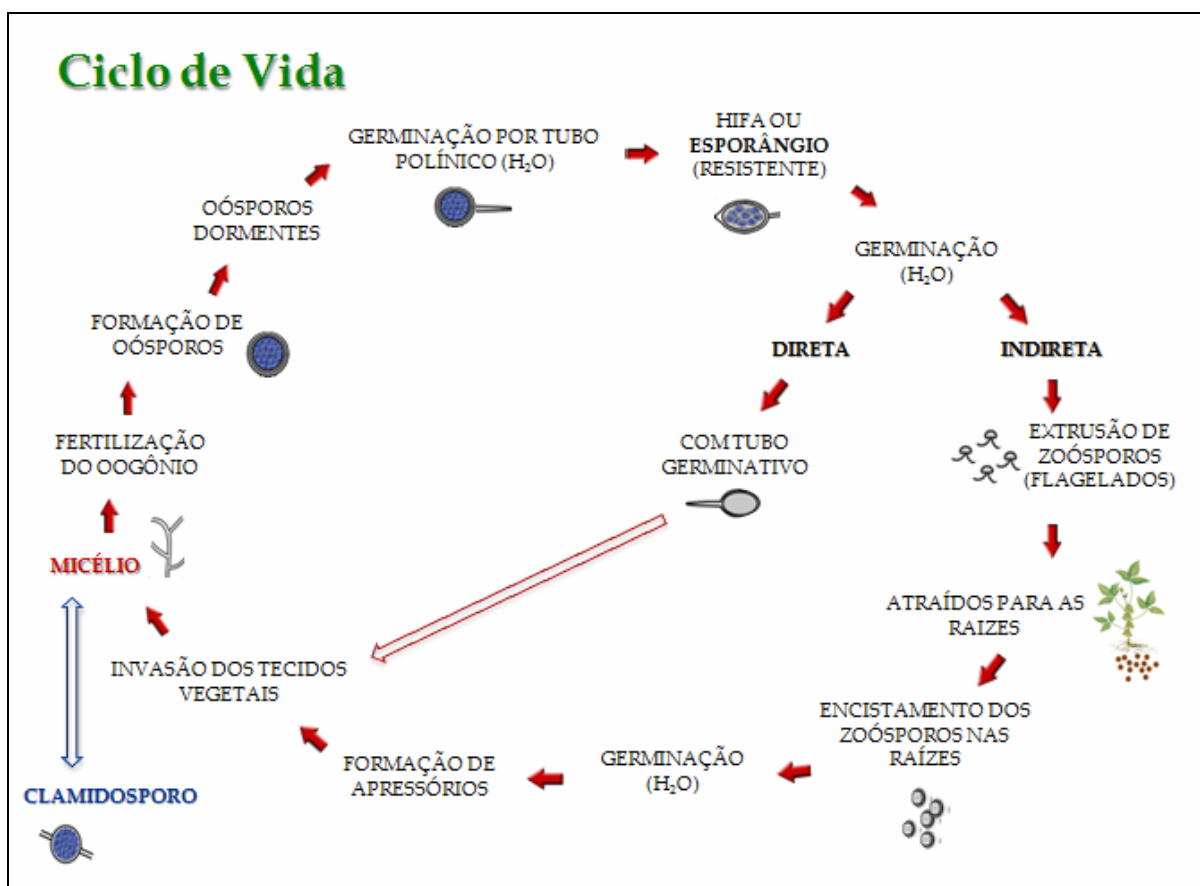 Ciclo de Vida
GERMINAÇÃO POR TUBO
POLÍNICO (H₂O)
HIFA OU
ESPORÂNGIO
(RESISTENTE)
GERMINAÇÃO
(H₂O)
DIRETA
INDIRETA
COM TUBO
GERMINATIVO
EXTRUSÃO DE
ZOÓSPOROS
(FLAGELADOS)
ATRAÍDOS PARA AS
RAIZES
ENCISTAMENTO DOS
ZOÓSPOROS NAS
RAÍZES
GERMINAÇÃO
(H₂O)
FORMAÇÃO DE
APRESSÓRIOS
INVASÃO DOS TECIDOS
VEGETAIS
MICÉLIO
CLAMIDOSPORO
FERTILIZAÇÃO
DO OOGÔNIO
FORMAÇÃO DE
OÓSPOROS
OÓSPOROS
DORMENTES